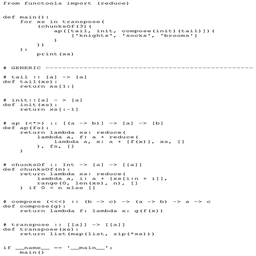 from functools import (reduce)
def main():
for xs in transpose(
(chunksOf(3)(
ap([tail, init, compose(init)(tail)])(
['knights', 'socks', 'brooms']
)
))
):
print(xs)
# GENERIC -------------------------------------------------
# tail :: [a] -> [a]
def tail(xs):
return xs[1:]
# init::[a] - > [a]
def init(xs):
return xs[:-1]
# ap (<*>) :: [(a -> b)] -> [a] -> [b]
def ap(fs):
return lambda xs: reduce(
lambda a, f: a + reduce(
lambda a, x: a + [f(x)], xs, []
), fs, []
)
# chunksOf :: Int -> [a] -> [[a]]
def chunksOf(n):
return lambda xs: reduce(
lambda a, i: a + [xs[i:n + i]],
range(0, len(xs), n), []
) if 0 < n else []
# compose (<<<) :: (b -> c) -> (a -> b) -> a -> c
def compose(g):
return lambda f: lambda x: g(f(x))
# transpose :: [[a]] -> [[a]]
def transpose(xs):
return list(map(list, zip(*xs)))
if __name__ == '__main__':
main()